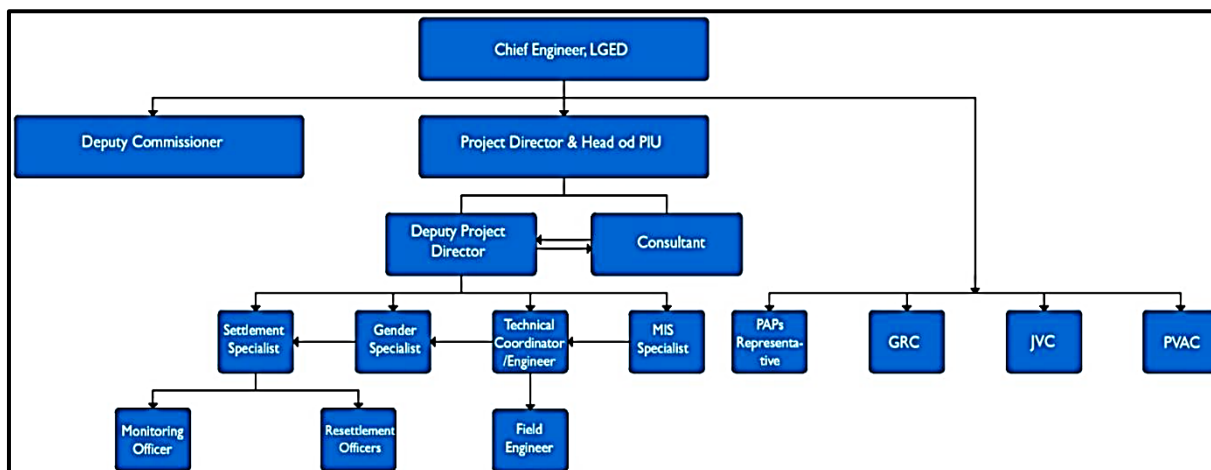 Chief Engineer, LGED
Deputy Commissioner
Project Director & Head od PIU
Deputy Project
Director
Consultant
Settlement
Specialist
Gender
Specialist
Technical
Coordinator
/Engineer
MIS
Specialist
PAPs
Representa-
tive
GRC
JVC
PVAC
Monitoring
Officer
Resettlement
Officers
Field
Engineer